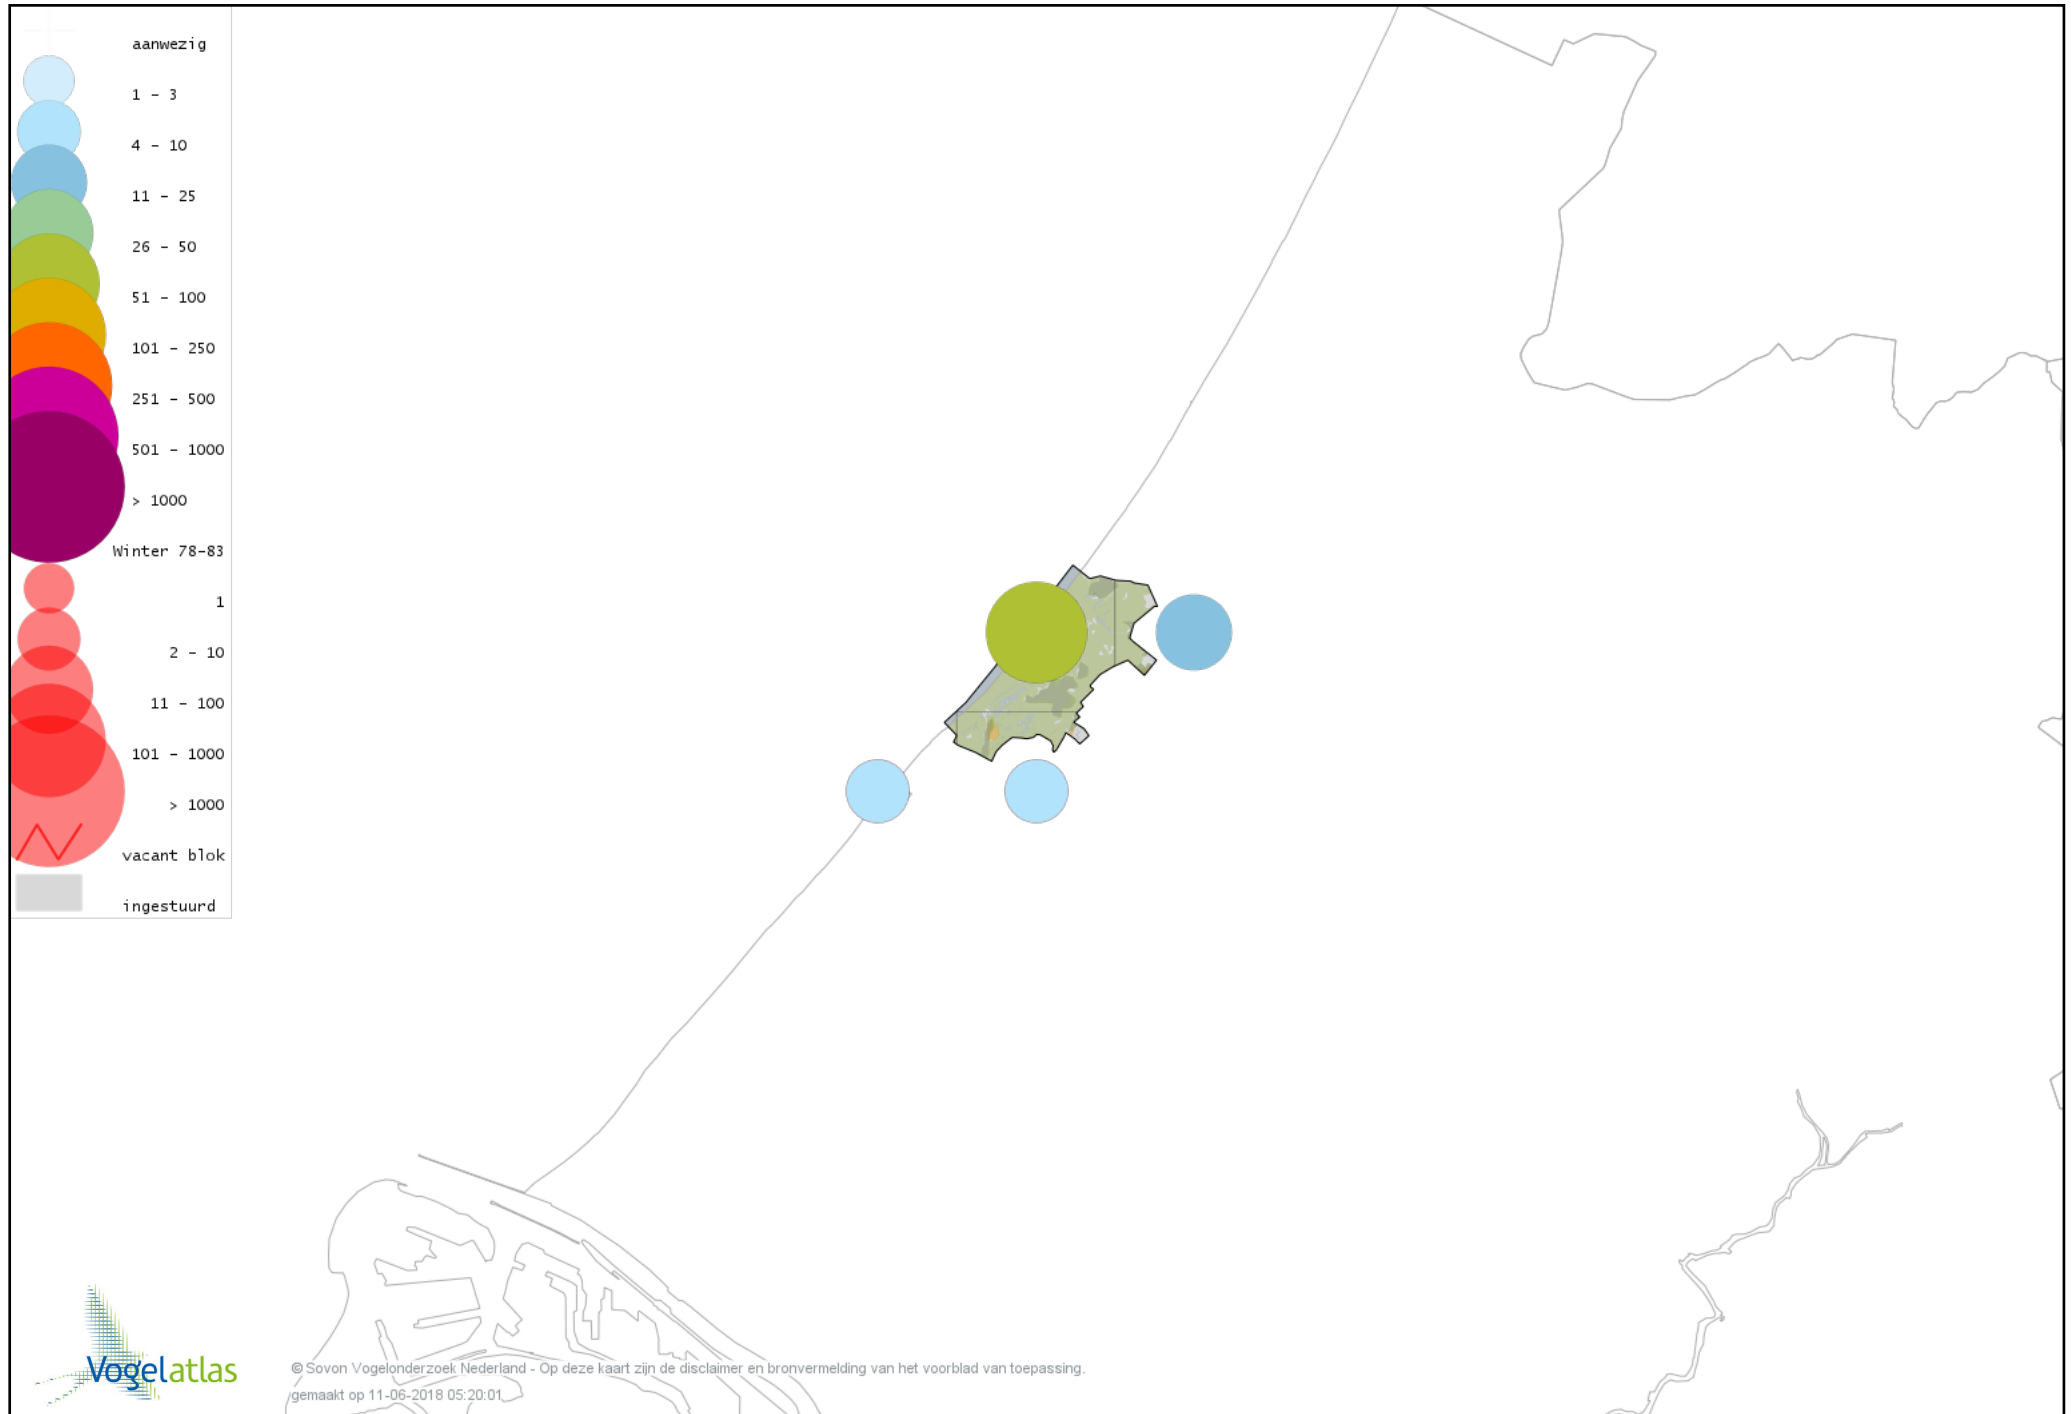 aanwezig
1 - 3
4 - 10
11 - 25
26 - 50
51 - 100
101 - 250
251 - 500
501 - 1000
> 1000
Winter 78-83
1
2 - 10
11 - 100
101 - 1000
> 1000
vacant blok
ingestuurd
Vogelatlas
© Sovon Vogelonderzoek Nederland - Op deze kaart zijn de disclaimer en bronvermelding van het voorblad van toepassing.
gemaakt op 11-06-2018 05:20:01